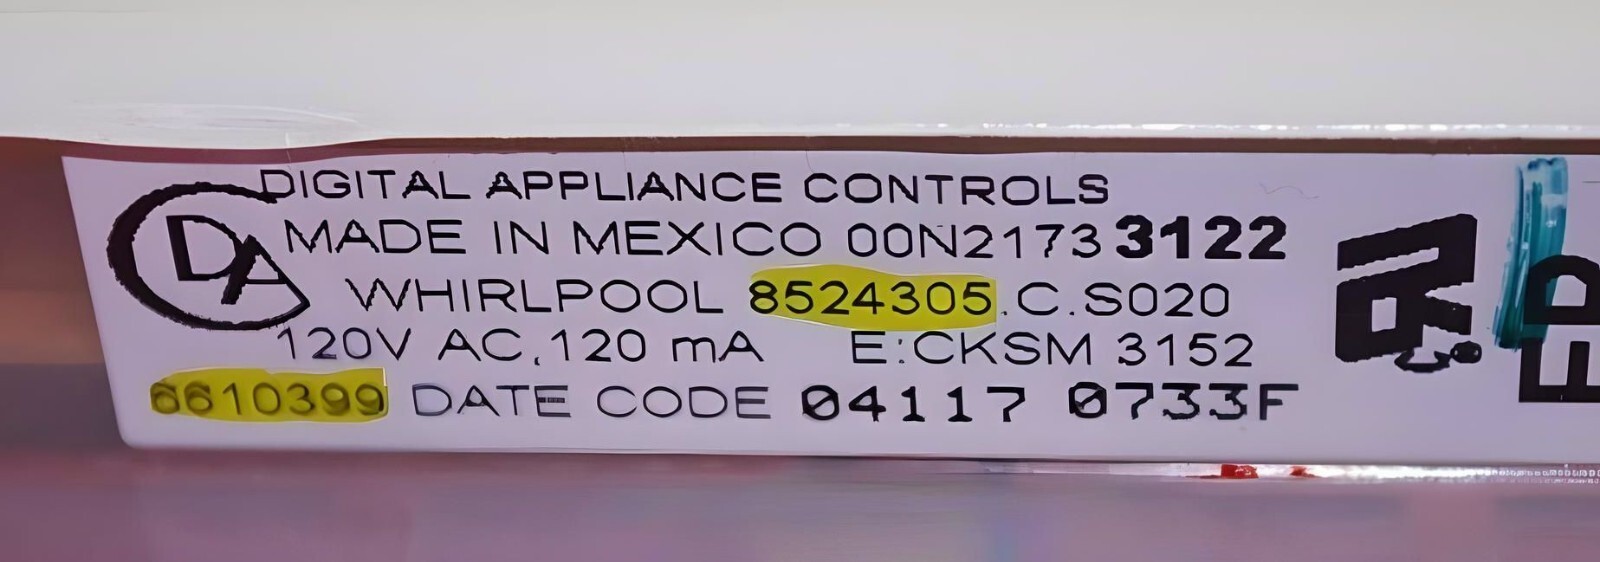 DIGITAL APPLIANCE CONTROLS
DA
MADE IN MEXICO 00N2173 3122
WHIRLPOOL 8524305.C.S020
120V AC, 120 mA E:CKSM 3152
6610399 DATE CODE 04117 0733F